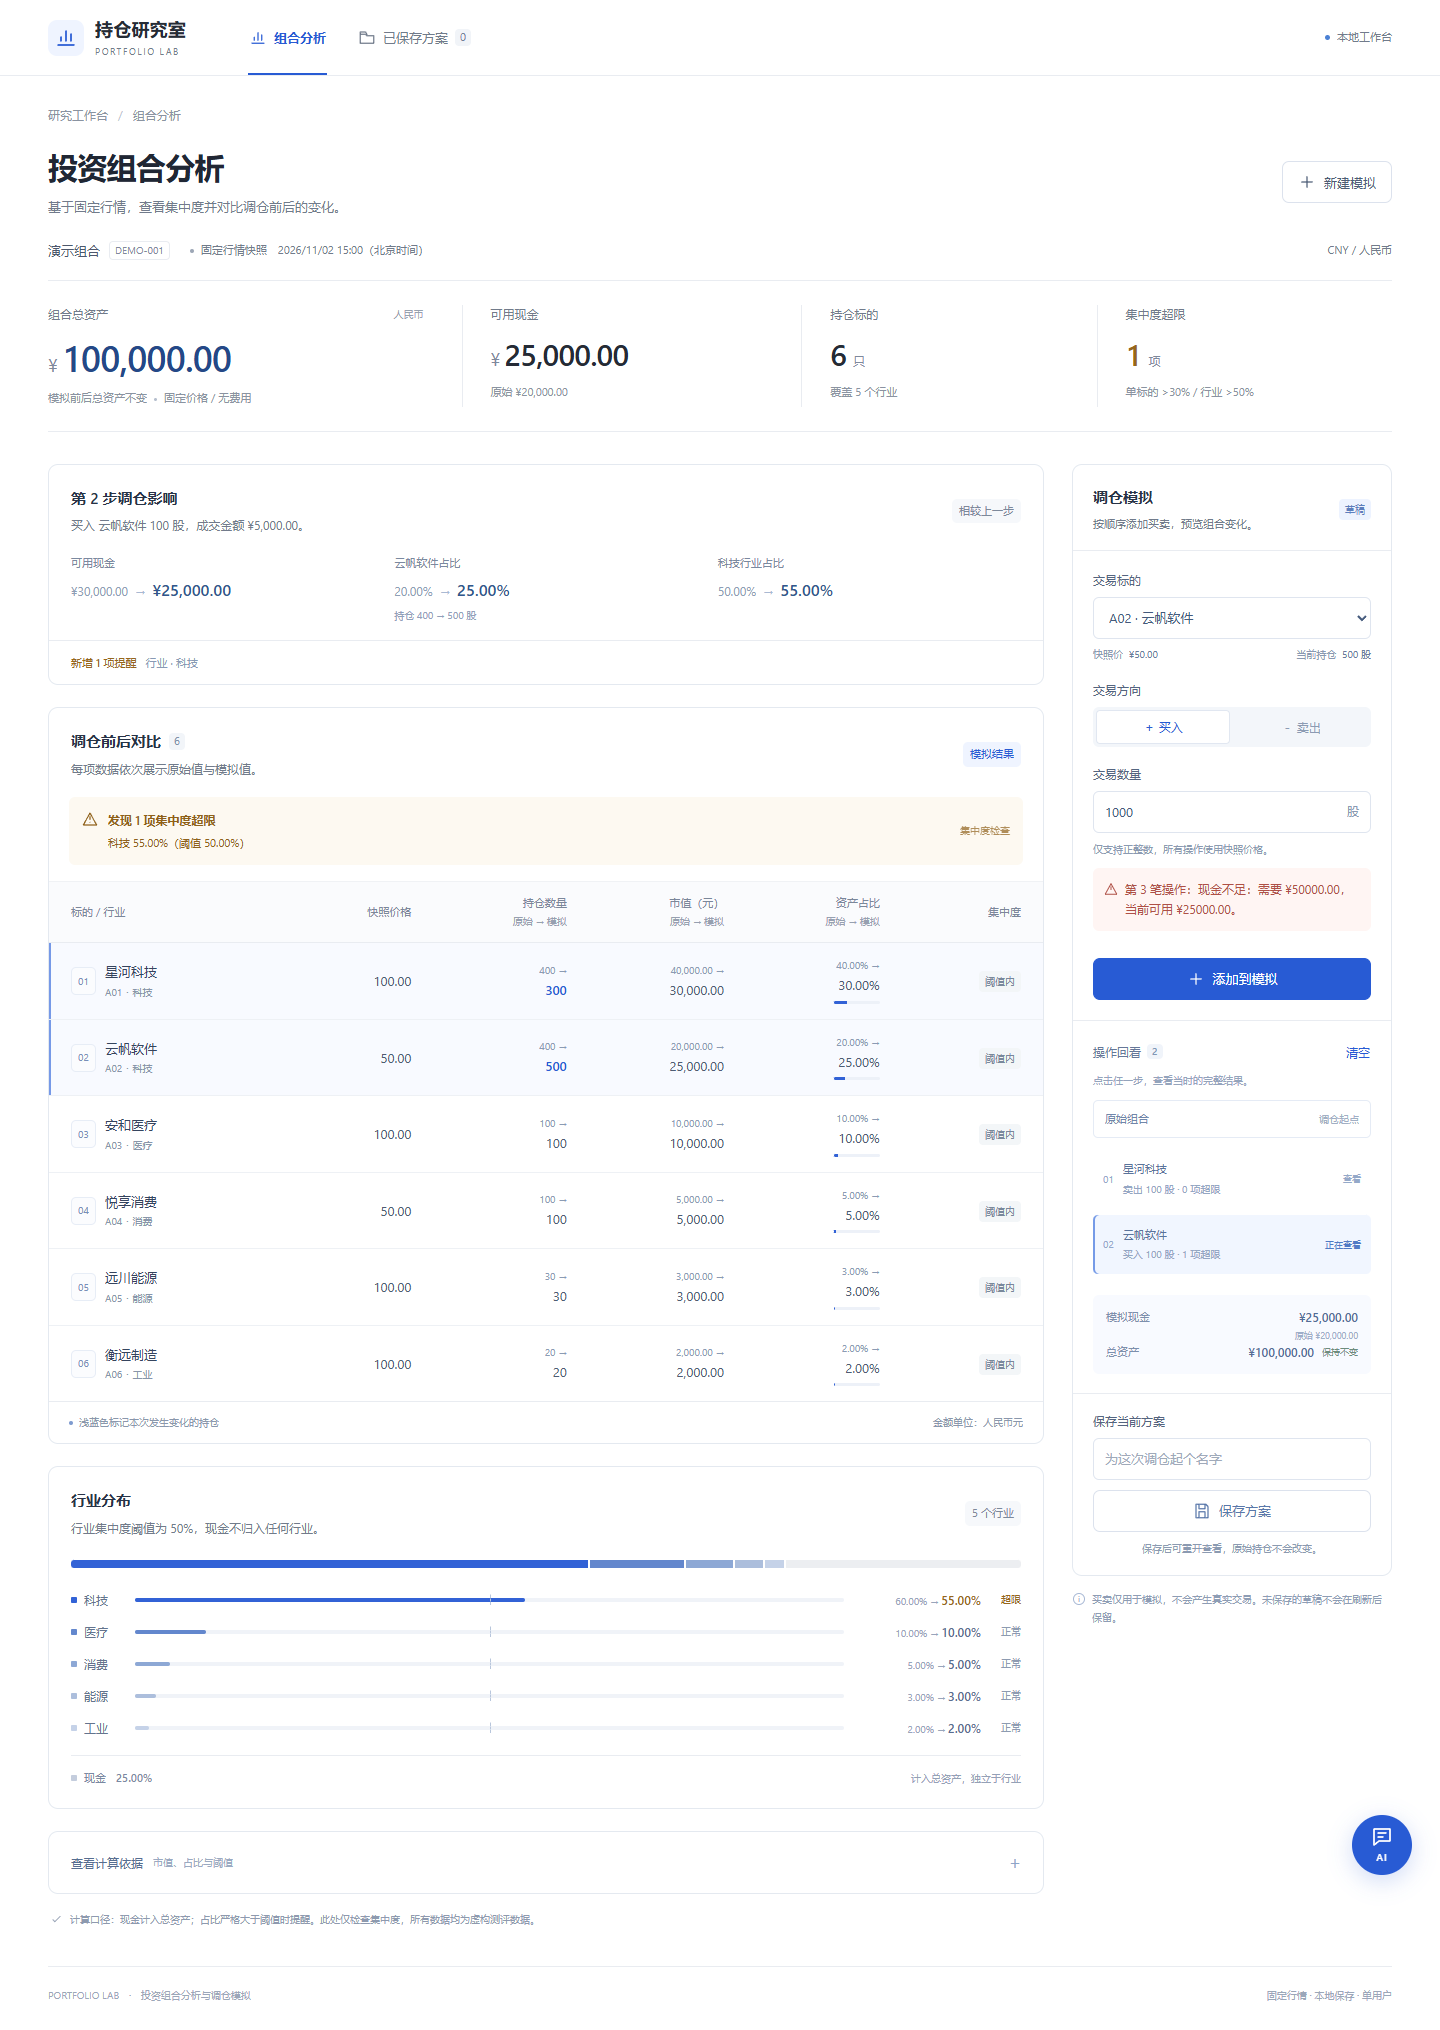 持仓研究室
PORTFOLIO LAB
组合分析
已保存方案 0
本地工作台
研究工作台 / 组合分析
投资组合分析
基于固定行情，查看集中度并对比调仓前后的变化。
新建模拟
演示组合 DEMO-001 固定行情快照 2026/11/02 15:00（北京时间）
CNY / 人民币
组合总资产 人民币
¥ 100,000.00
模拟前后总资产不变 • 固定价格 / 无费用
可用现金
¥ 25,000.00
原始 ¥20,000.00
持仓标的
6 只
覆盖 5 个行业
集中度超限
1 项
单标的 >30% / 行业 >50%
第 2 步调仓影响
买入 云帆软件 100 股，成交金额 ¥5,000.00。
相较上一步
可用现金
¥30,000.00 → ¥25,000.00
云帆软件占比
20.00% → 25.00%
持仓 400 → 500 股
科技行业占比
50.00% → 55.00%
新增 1 项提醒 行业 · 科技
调仓前后对比 6
每项数据依次展示原始值与模拟值。
模拟结果
发现 1 项集中度超限
科技 55.00%（阈值 50.00%）
集中度检查
标的 / 行业
快照价格
持仓数量
原始 → 模拟
市值（元）
原始 → 模拟
资产占比
原始 → 模拟
集中度
01 星河科技
A01 · 科技
100.00
400 →
300
40,000.00 →
30,000.00
40.00% →
30.00%
阈值内
02 云帆软件
A02 · 科技
50.00
400 →
500
20,000.00 →
25,000.00
20.00% →
25.00%
阈值内
03 安和医疗
A03 · 医疗
100.00
100 →
100
10,000.00 →
10,000.00
10.00% →
10.00%
阈值内
04 悦享消费
A04 · 消费
50.00
100 →
100
5,000.00 →
5,000.00
5.00% →
5.00%
阈值内
05 远川能源
A05 · 能源
100.00
30 →
30
3,000.00 →
3,000.00
3.00% →
3.00%
阈值内
06 衡远制造
A06 · 工业
100.00
20 →
20
2,000.00 →
2,000.00
2.00% →
2.00%
阈值内
浅蓝色标记本次发生变化的持仓
金额单位：人民币元
行业分布
行业集中度阈值为 50%，现金不归入任何行业。
5 个行业
科技 60.00% → 55.00% 超限
医疗 10.00% → 10.00% 正常
消费 5.00% → 5.00% 正常
能源 3.00% → 3.00% 正常
工业 2.00% → 2.00% 正常
现金 25.00%
计入总资产，独立于行业
查看计算依据 市值、占比与阈值
+
计算口径：现金计入总资产；占比严格大于阈值时提醒。此处仅检查集中度，所有数据均为虚构测评数据。
调仓模拟
按顺序添加买卖，预览组合变化。
草稿
交易标的
A02 · 云帆软件
快照价 ¥50.00
当前持仓 500 股
交易方向
+ 买入
- 卖出
交易数量
1000 股
仅支持正整数，所有操作使用快照价格。
第 3 笔操作：现金不足：需要 ¥50000.00，
当前可用 ¥25000.00。
添加到模拟
操作回看 2
清空
点击任一步，查看当时的完整结果。
原始组合 调仓起点
01 星河科技
卖出 100 股 · 0 项超限
查看
02 云帆软件
买入 100 股 · 1 项超限
正在查看
模拟现金 ¥25,000.00
原始 ¥20,000.00
总资产 ¥100,000.00 保持不变
保存当前方案
为这次调仓起个名字
保存方案
保存后可重开查看，原始持仓不会改变。
买卖仅用于模拟，不会产生真实交易。未保存的草稿不会在刷新后
保留。
AI
PORTFOLIO LAB · 投资组合分析与调仓模拟
固定行情 · 本地保存 · 单用户